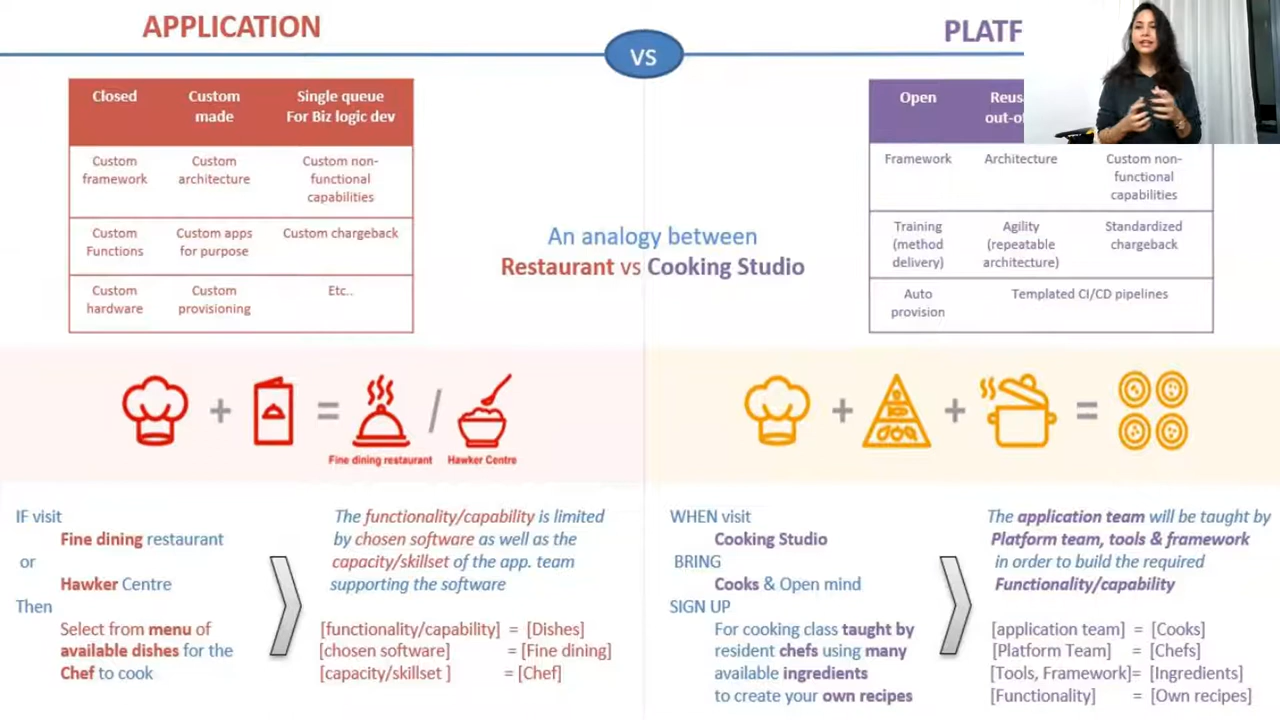 APPLICATION
VS
PLATF
Closed
Custom
made
Single queue
For Biz logic dev
Custom
framework
Custom
architecture
Custom non-
functional
capabilities
Custom
Functions
Custom apps
for purpose
Custom chargeback
Custom
hardware
Custom
provisioning
Etc..
An analogy between
Restaurant vs Cooking Studio
Open
Reus
out-of
Framework
Architecture
Custom non-
functional
capabilities
Training
(method
delivery)
Agility
(repeatable
architecture)
Standardized
chargeback
Auto
provision
Templated CI/CD pipelines
+ = /
Fine dining restaurant
Hawker Centre
+ + =
IF visit
Fine dining restaurant
or
Hawker Centre
Then
Select from menu of
available dishes for the
Chef to cook
The functionality/capability is limited
by chosen software as well as the
capacity/skillset of the app. team
supporting the software
[functionality/capability] = [Dishes]
[chosen software] = [Fine dining]
[capacity/skillset ] = [Chef]
WHEN visit
Cooking Studio
BRING
Cooks & Open mind
SIGN UP
For cooking class taught by
resident chefs using many
available ingredients
to create your own recipes
The application team will be taught by
Platform team, tools & framework
in order to build the required
Functionality/capability
[application team] = [Cooks]
[Platform Team] = [Chefs]
[Tools, Framework]= [Ingredients]
[Functionality] = [Own recipes]